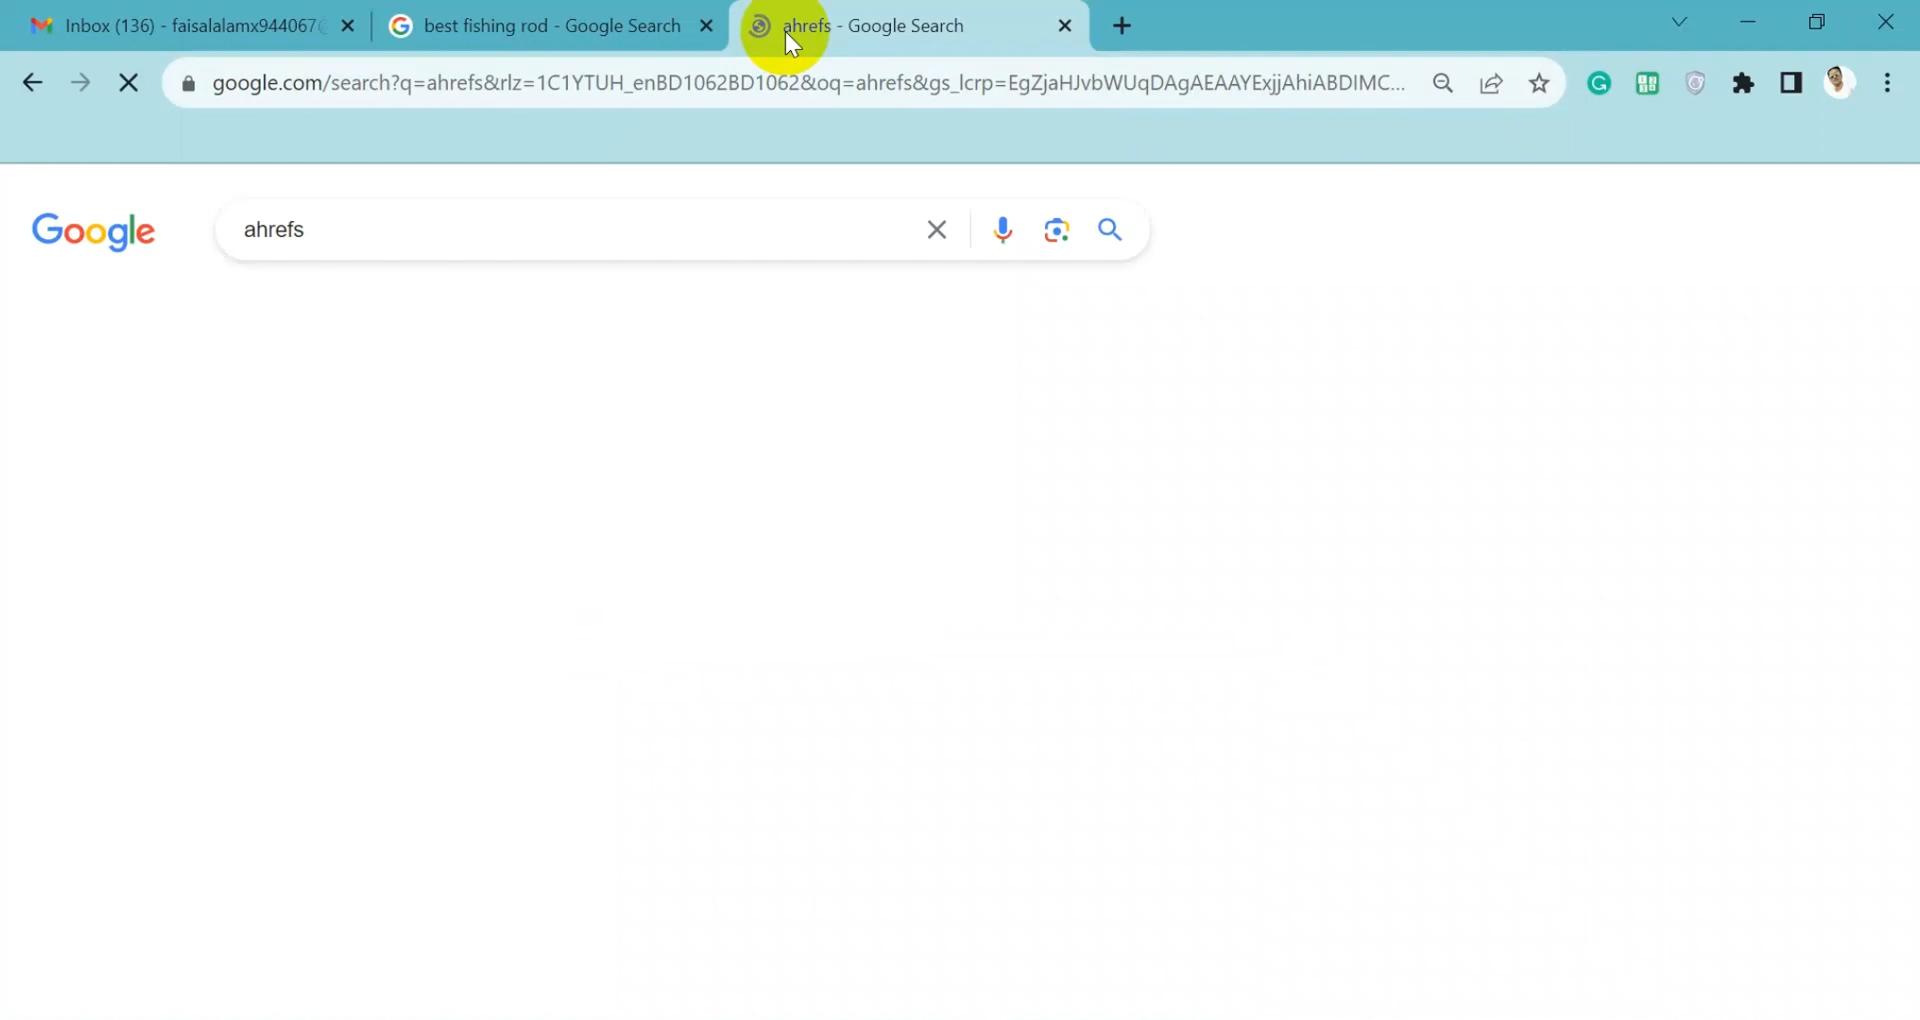 Inbox (136) - faisalalamx944067
best fishing rod - Google Search
ahrefs - Google Search
google.com/search?q=ahrefs&rlz=1C1YTUH_enBD1062BD1062&oq=ahrefs&gs_lcrp=EgZjaHJvbWUqDAgAEAAYExjjAhiABDIMC...
Google
ahrefs